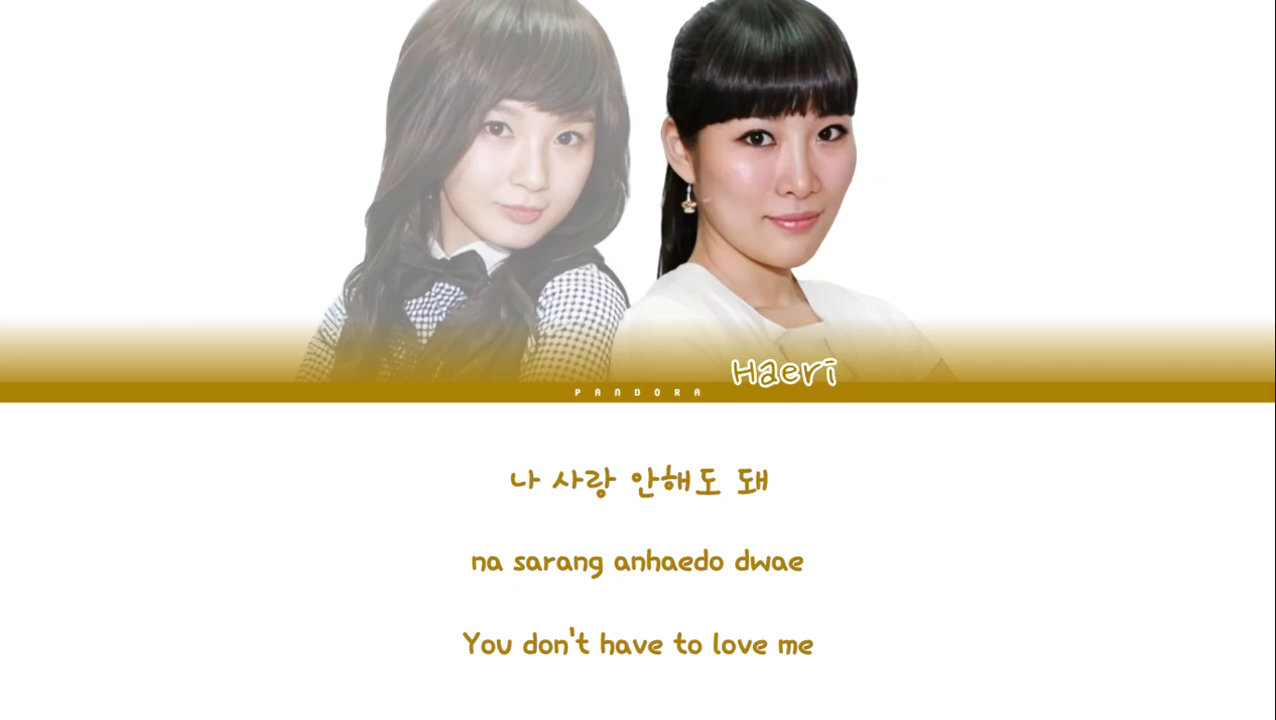 Haeri
PANDORA
나 사랑 안해도 돼
na sarang anhaedo dwae
You don't have to love me